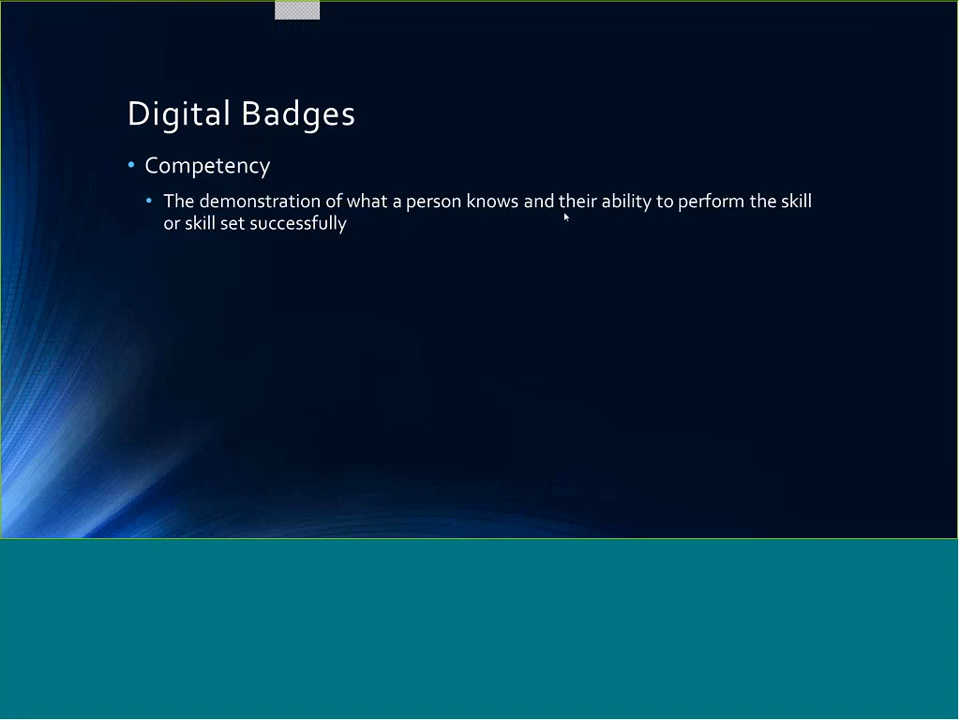 Digital Badges
• Competency
• The demonstration of what a person knows and their ability to perform the skill
or skill set successfully